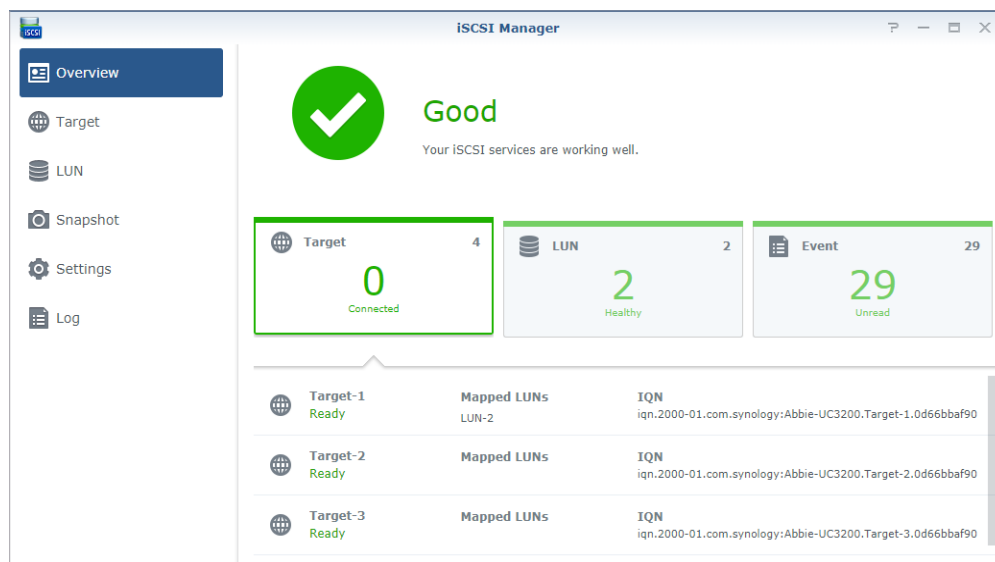 iSCSI
iSCSI Manager
Overview
Target
LUN
Snapshot
Settings
Log
Good
Your iSCSI services are working well.
Target 4
0
Connected
LUN 2
2
Healthy
Event 29
29
Unread
Target-1 Mapped LUNs IQN
Ready LUN-2 iqn.2000-01.com.synology:Abbie-UC3200.Target-1.0d66bbaf90
Target-2 Mapped LUNs IQN
Ready iqn.2000-01.com.synology:Abbie-UC3200.Target-2.0d66bbaf90
Target-3 Mapped LUNs IQN
Ready iqn.2000-01.com.synology:Abbie-UC3200.Target-3.0d66bbaf90